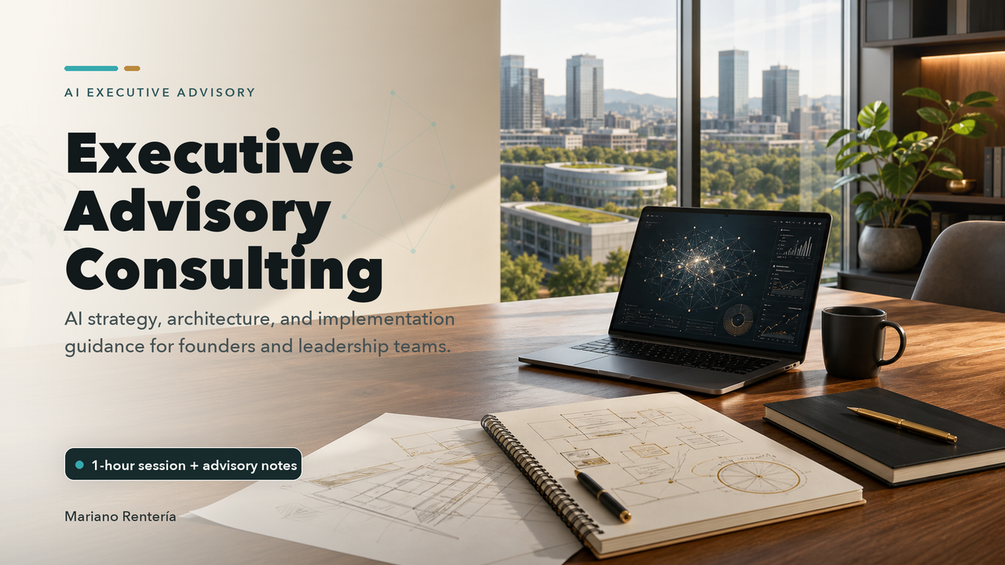 AI EXECUTIVE ADVISORY
Executive
Advisory
Consulting
AI strategy, architecture, and implementation
guidance for founders and leadership teams.
1-hour session + advisory notes
Mariano Rentería